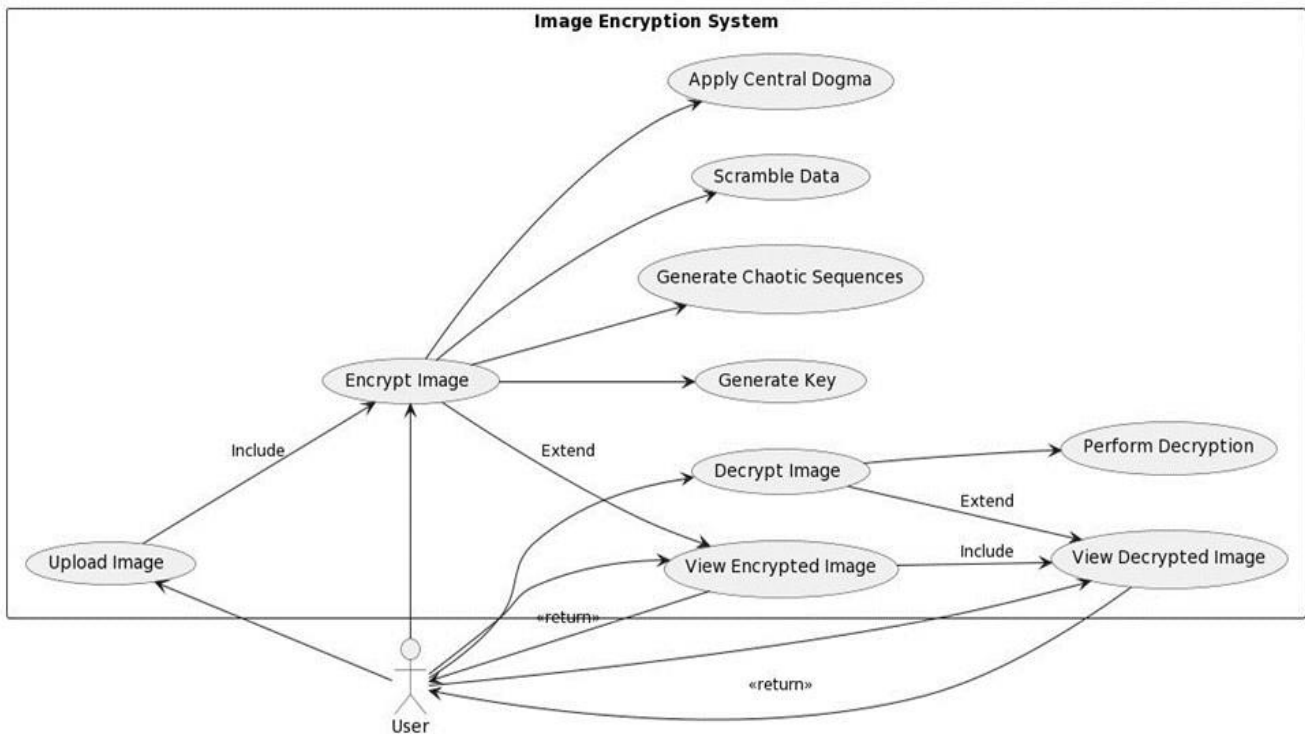 Image Encryption System
Apply Central Dogma
Scramble Data
Generate Chaotic Sequences
Encrypt Image
Generate Key
Include
Extend
Decrypt Image
Perform Decryption
Extend
Upload Image
View Encrypted Image
Include
View Decrypted Image
«return»
«return»
User